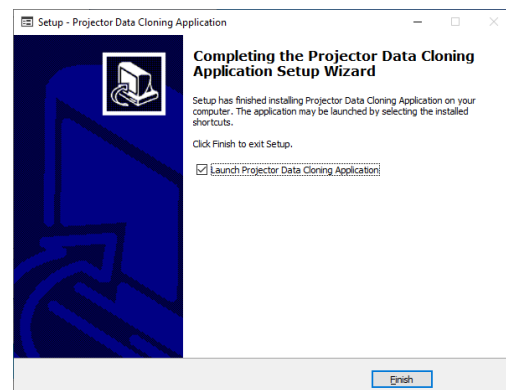 Setup - Projector Data Cloning Application
Completing the Projector Data Cloning
Application Setup Wizard
Setup has finished installing Projector Data Cloning Application on your
computer. The application may be launched by selecting the installed
shortcuts.
Click Finish to exit Setup.
Launch Projector Data Cloning Application
Finish